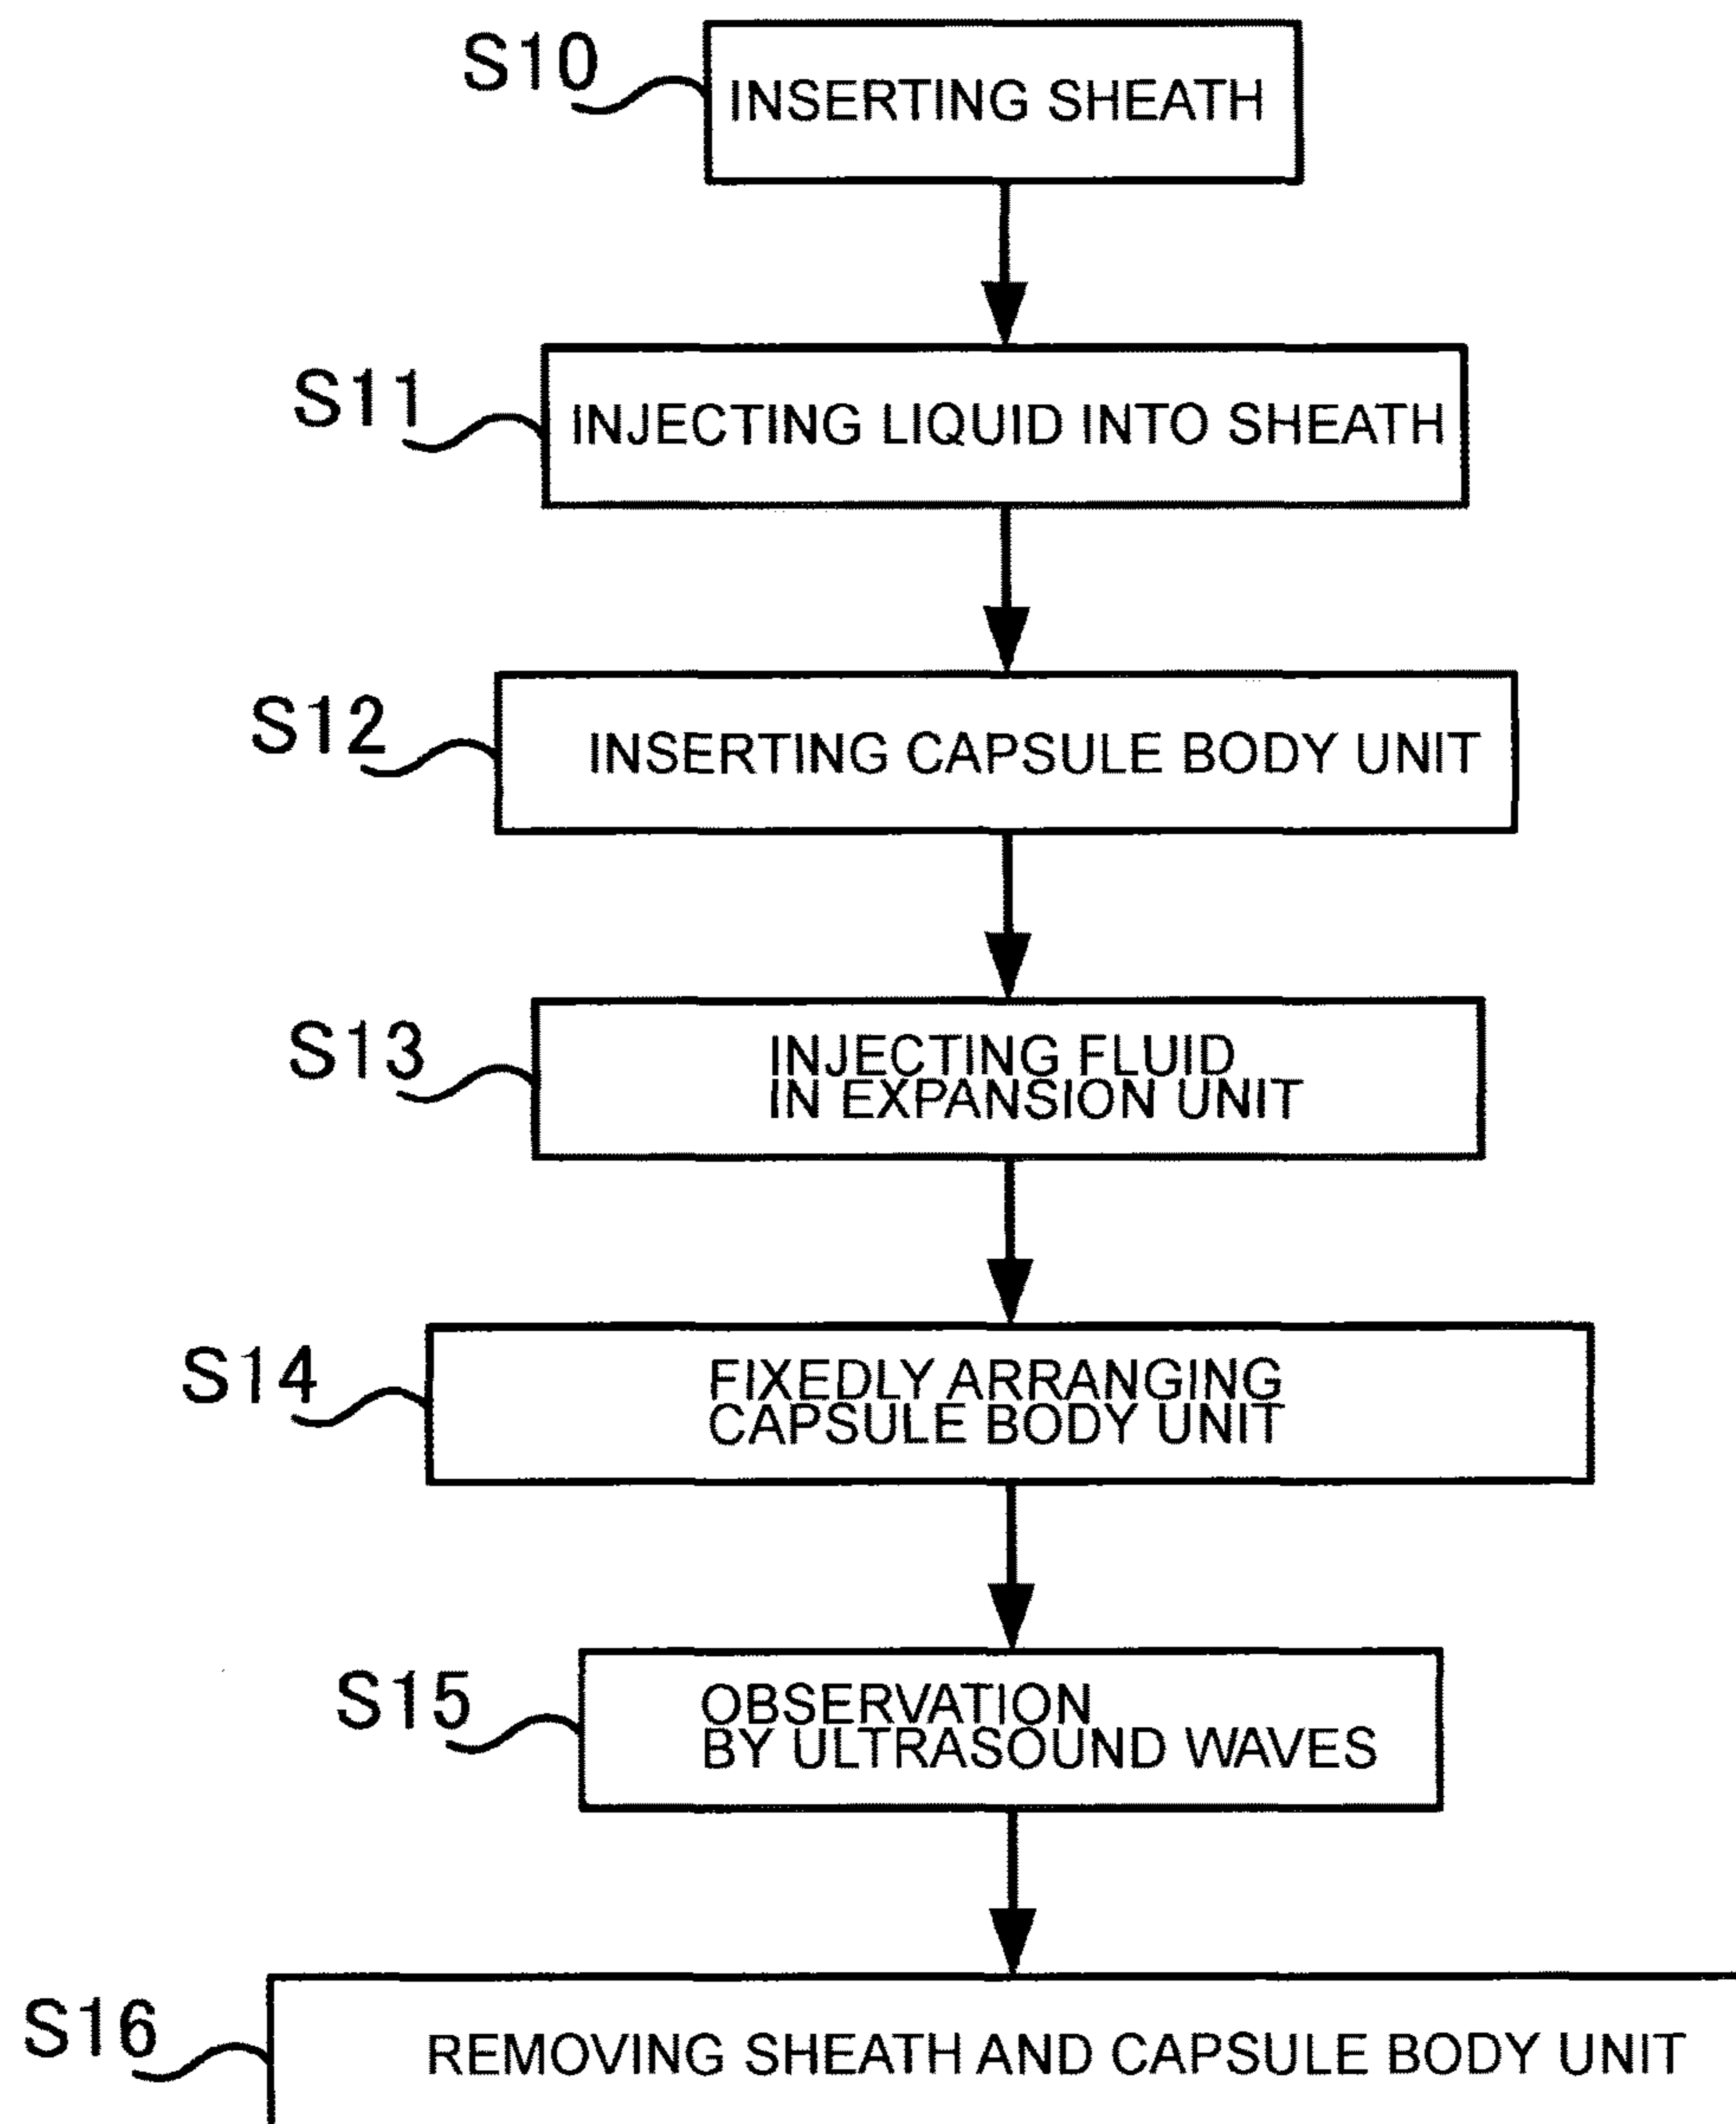 S10
INSERTING SHEATH
S11
INJECTING LIQUID INTO SHEATH
S12
INSERTING CAPSULE BODY UNIT
S13
INJECTING FLUID
IN EXPANSION UNIT
S14
FIXEDLY ARRANGING
CAPSULE BODY UNIT
S15
OBSERVATION
BY ULTRASOUND WAVES
S16
REMOVING SHEATH AND CAPSULE BODY UNIT